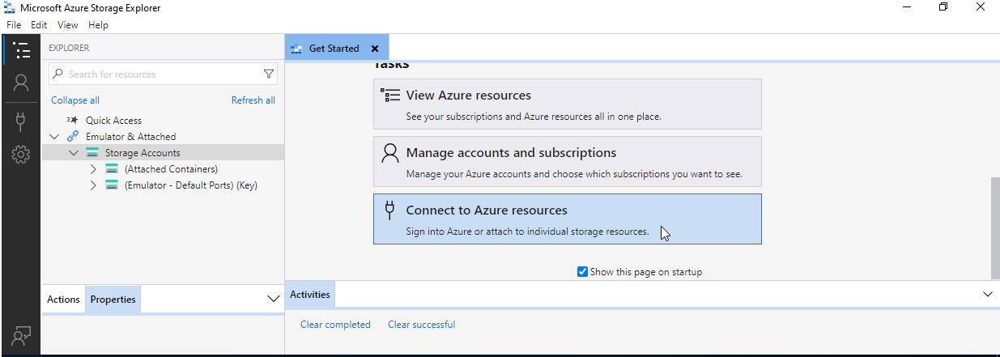 Microsoft Azure Storage Explorer
File Edit View Help
EXPLORER
Search for resources
Collapse all Refresh all
Quick Access
Emulator & Attached
Storage Accounts
(Attached Containers)
(Emulator - Default Ports) (Key)
Actions Properties
Get Started
Tasks
View Azure resources
See your subscriptions and Azure resources all in one place.
Manage accounts and subscriptions
Manage your Azure accounts and choose which subscriptions you want to see.
Connect to Azure resources
Sign into Azure or attach to individual storage resources.
Show this page on startup
Activities
Clear completed Clear successful